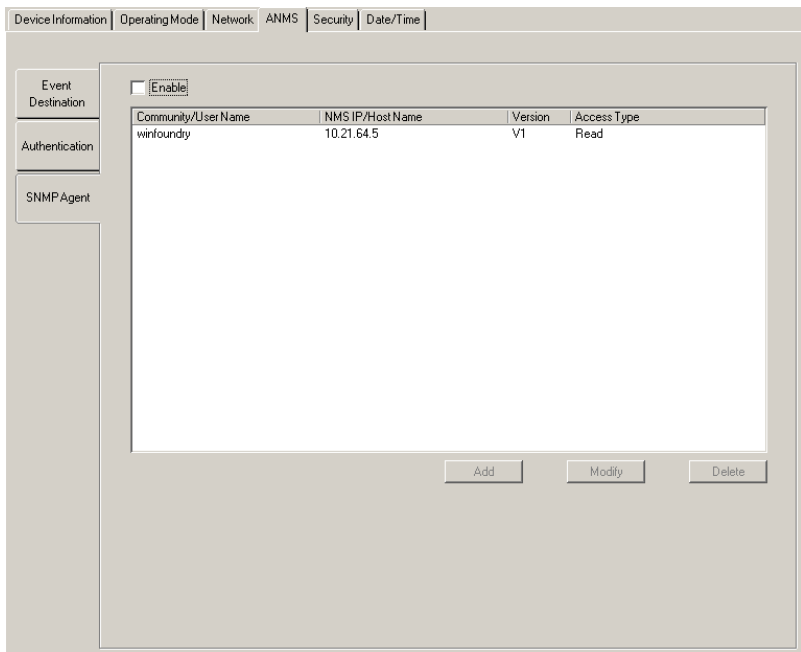 Device Information Operating Mode Network ANMS Security Date/Time
Event
Destination
Authentication
SNMP Agent
Enable
Community/User Name NMS IP/Host Name Version Access Type
winfoundry 10.21.64.5 V1 Read
Add Modify Delete